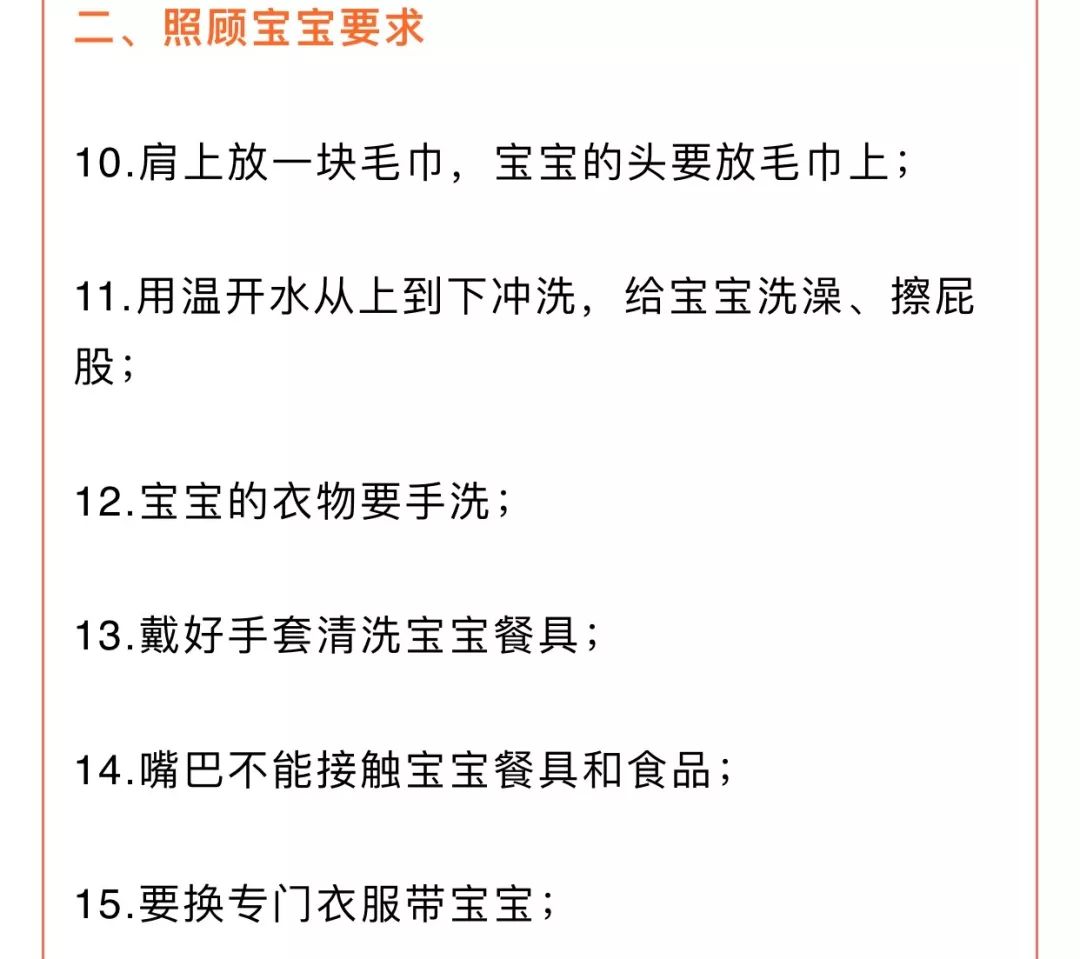 二、照顾宝宝要求
10.肩上放一块毛巾，宝宝的头要放毛巾上；
11.用温开水从上到下冲洗，给宝宝洗澡、擦屁
股；
12.宝宝的衣物要手洗；
13.戴好手套清洗宝宝餐具；
14.嘴巴不能接触宝宝餐具和食品；
15.要换专门衣服带宝宝；